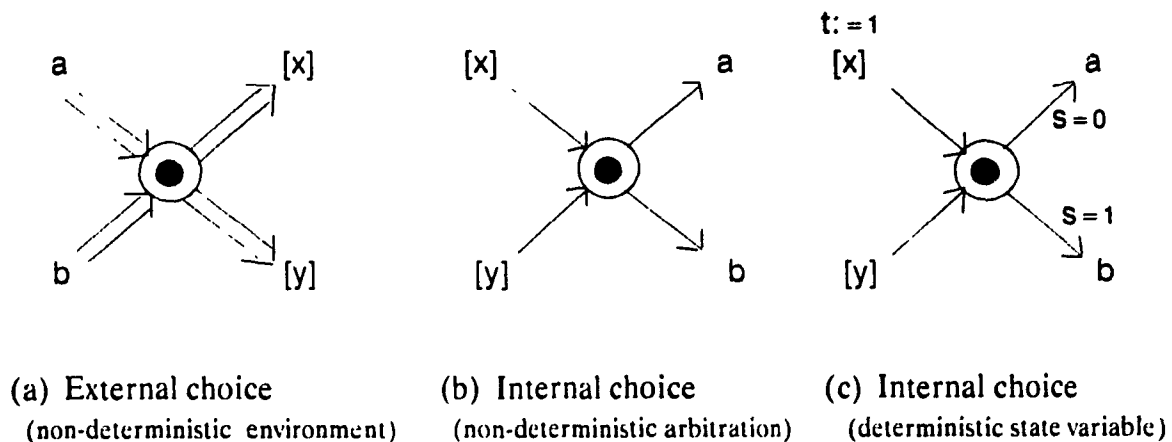 a
[x]
b
[y]
[x]
a
[y]
b
t: = 1
[x]
a
S = 0
S = 1
[y]
b
(a) External choice
(non-deterministic environment)
(b) Internal choice
(non-deterministic arbitration)
(c) Internal choice
(deterministic state variable)